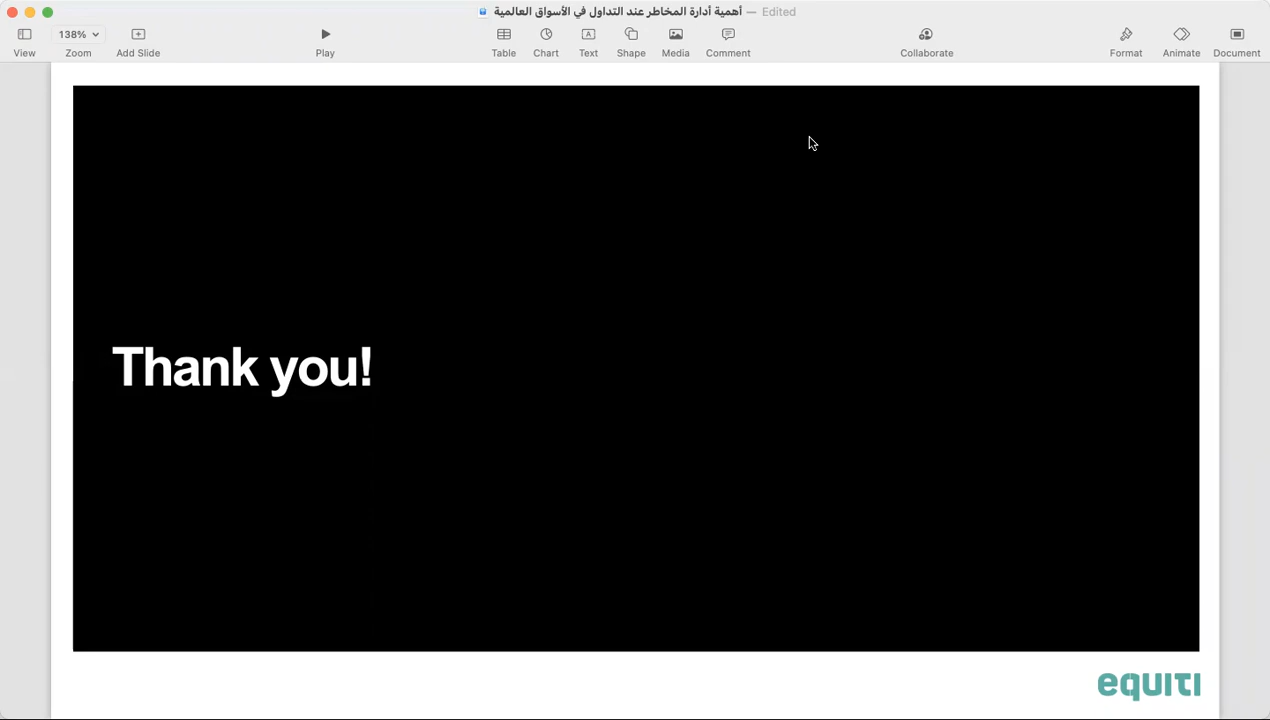 أهمية أدارة المخاطر عند التداول في الأسواق العالمية — Edited
138%
View
Zoom
Add Slide
Play
Table
Chart
Text
Shape
Media
Comment
Collaborate
Format
Animate
Document
Thank you!
equiti